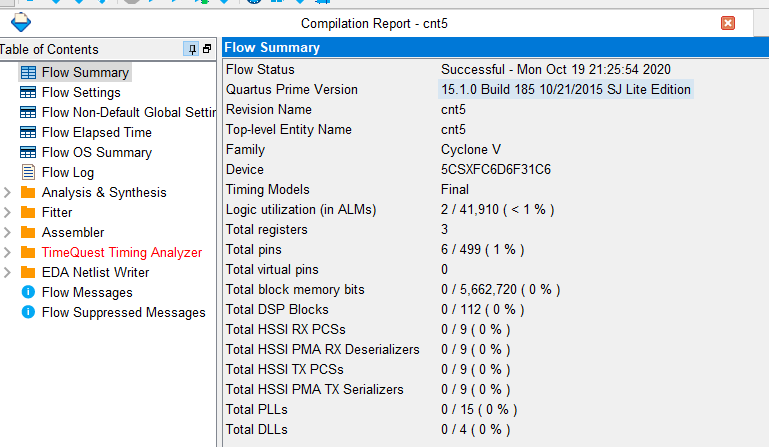 Compilation Report - cnt5
Table of Contents
Flow Summary
Flow Settings
Flow Non-Default Global Settin
Flow Elapsed Time
Flow OS Summary
Flow Log
Analysis & Synthesis
Fitter
Assembler
TimeQuest Timing Analyzer
EDA Netlist Writer
Flow Messages
Flow Suppressed Messages
Flow Summary
Flow Status Successful - Mon Oct 19 21:25:54 2020
Quartus Prime Version 15.1.0 Build 185 10/21/2015 SJ Lite Edition
Revision Name cnt5
Top-level Entity Name cnt5
Family Cyclone V
Device 5CSXFC6D6F31C6
Timing Models Final
Logic utilization (in ALMs) 2 / 41,910 ( < 1 % )
Total registers 3
Total pins 6 / 499 ( 1 % )
Total virtual pins 0
Total block memory bits 0 / 5,662,720 ( 0 % )
Total DSP Blocks 0 / 112 ( 0 % )
Total HSSI RX PCSs 0 / 9 ( 0 % )
Total HSSI PMA RX Deserializers 0 / 9 ( 0 % )
Total HSSI TX PCSs 0 / 9 ( 0 % )
Total HSSI PMA TX Serializers 0 / 9 ( 0 % )
Total PLLs 0 / 15 ( 0 % )
Total DLLs 0 / 4 ( 0 % )